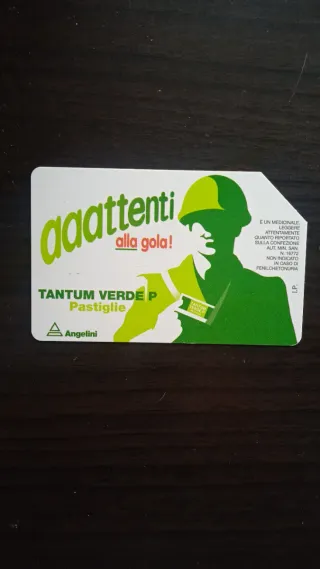 aaattenti
alla gola!
TANTUM VERDE P
Pastiglie
Angelini
È UN MEDICINALE.
LEGGERE
ATTENTAMENTE
QUANTO RIPORTATO
SULLA CONFEZIONE
AUT. MIN. SAN.
N. 16772
NON INDICATO
IN CASO DI
FENILCHETONURIA.
I.P.